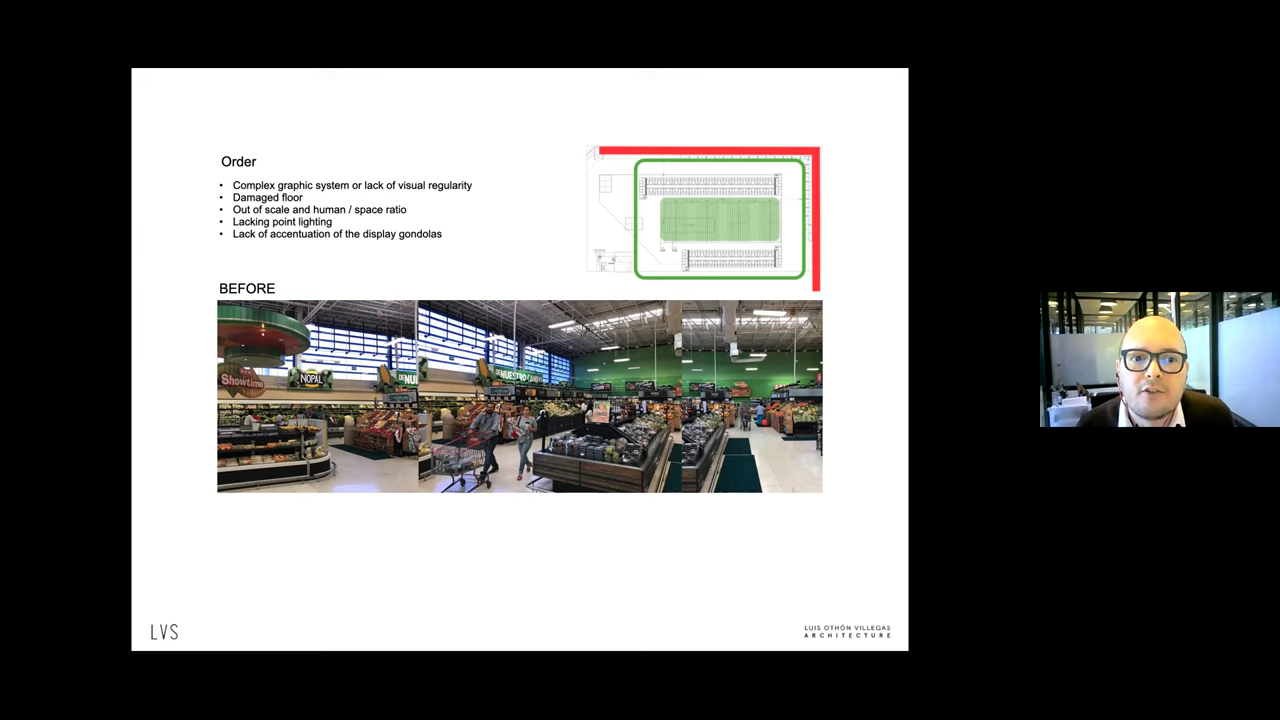 Order
• Complex graphic system or lack of visual regularity
• Damaged floor
• Out of scale and human / space ratio
• Lacking point lighting
• Lack of accentuation of the display gondolas
BEFORE
Showtime
NOPAL
DENUESTRO
LVS
LUIS OTHÓN VILLEGAS
ARCHITECTURE